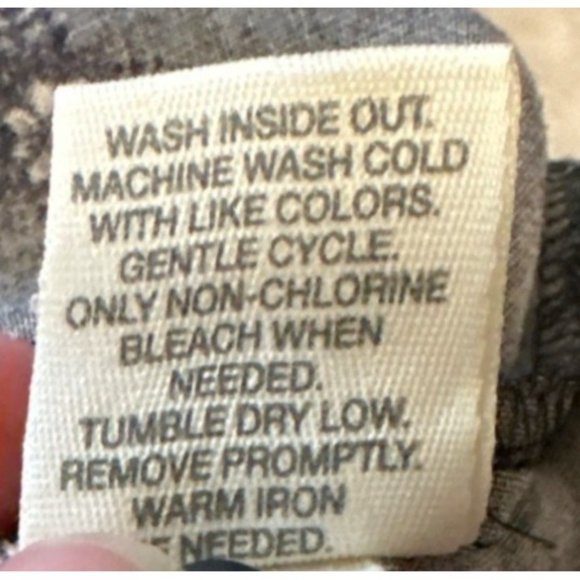 WASH INSIDE OUT.
MACHINE WASH COLD
WITH LIKE COLORS.
GENTLE CYCLE.
ONLY NON-CHLORINE
BLEACH WHEN
NEEDED.
TUMBLE DRY LOW.
REMOVE PROMPTLY.
WARM IRON
NEEDED.